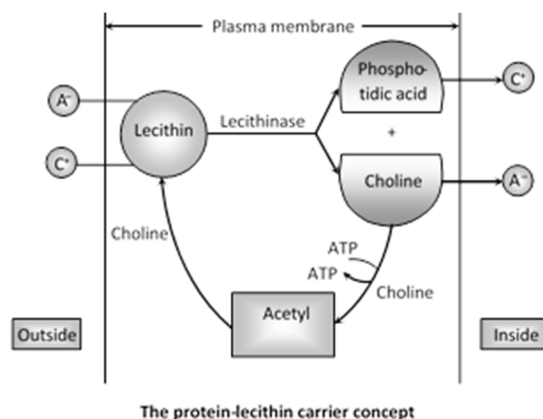 Plasma membrane
A⁻
C⁺
Lecithin
Lecithinase
Phospho-
tidic acid
+
Choline
C⁺
A⁻
Choline
ATP
ATP
Choline
Acetyl
Outside
Inside
The protein-lecithin carrier concept